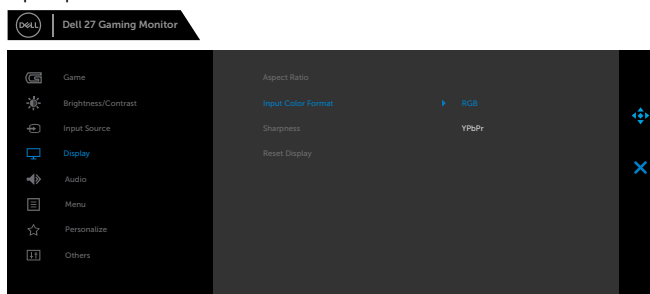 DELL
Dell 27 Gaming Monitor
Game
Aspect Ratio
Brightness/Contrast
Input Color Format
RGB
Input Source
Sharpness
YPbPr
Display
Reset Display
Audio
Menu
Personalize
Others